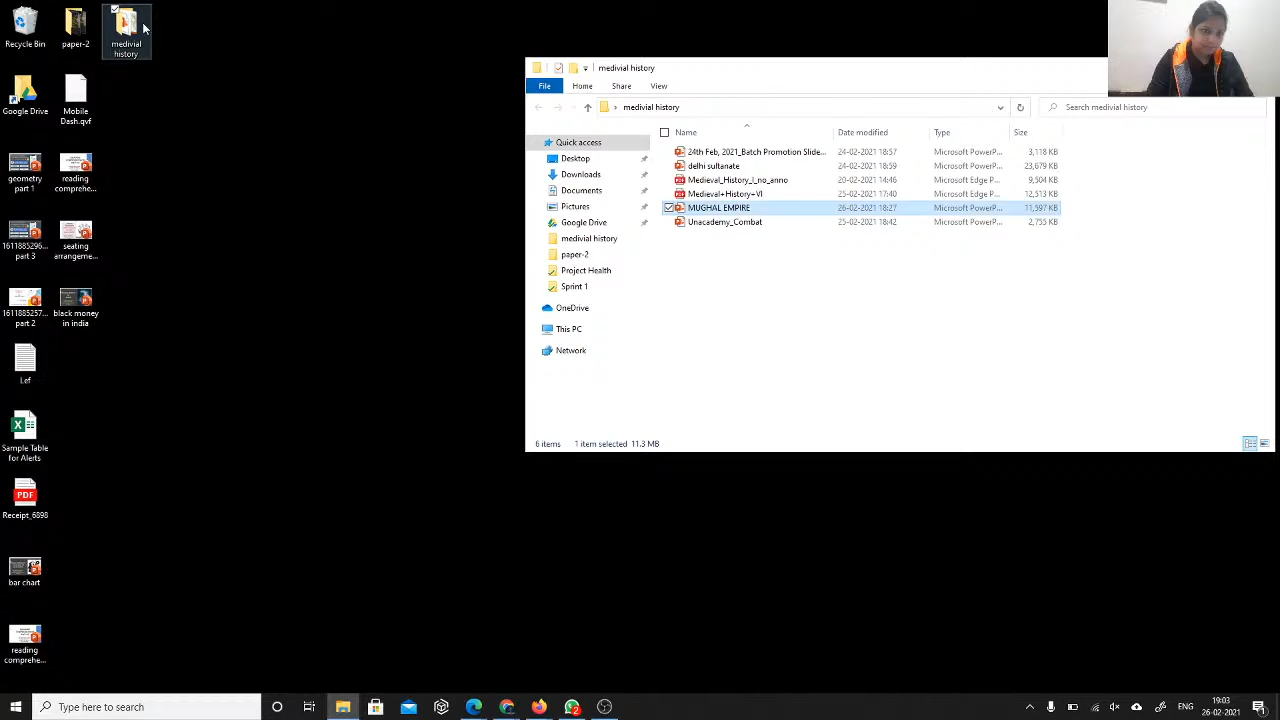 Recycle Bin
paper-2
medivial
history
Google Drive
Mobile
Dash.qvf
geometry
part 1
reading
comprehe...
1611885296...
part 3
seating
arrangeme...
1611885257...
part 2
black money
in india
Lef
Sample Table
for Alerts
PDF
Receipt_6898
bar chart
reading
comprehe...
medivial history
File Home Share View
medivial history
Search medivial history
Quick access
Desktop
Downloads
Documents
Pictures
Google Drive
medivial history
paper-2
Project Health
Sprint 1
OneDrive
This PC
Network
Name Date modified Type Size
24th Feb, 2021_Batch Promotion Slide... 24-02-2021 18:57 Microsoft PowerP... 3,118 KB
delhi sultanate 24-02-2021 18:59 Microsoft PowerP... 23,679 KB
Medieval_History_I_no_anno 20-02-2021 14:46 Microsoft Edge P... 9,504 KB
Medieval+History+VI 25-02-2021 17:40 Microsoft Edge P... 12,513 KB
MUGHAL EMPIRE 26-02-2021 18:27 Microsoft PowerP... 11,597 KB
Unacademy_Combat 25-02-2021 18:42 Microsoft PowerP... 2,755 KB
6 items 1 item selected 11.3 MB
Type here to search
2
ENG
19:03
26-02-2021